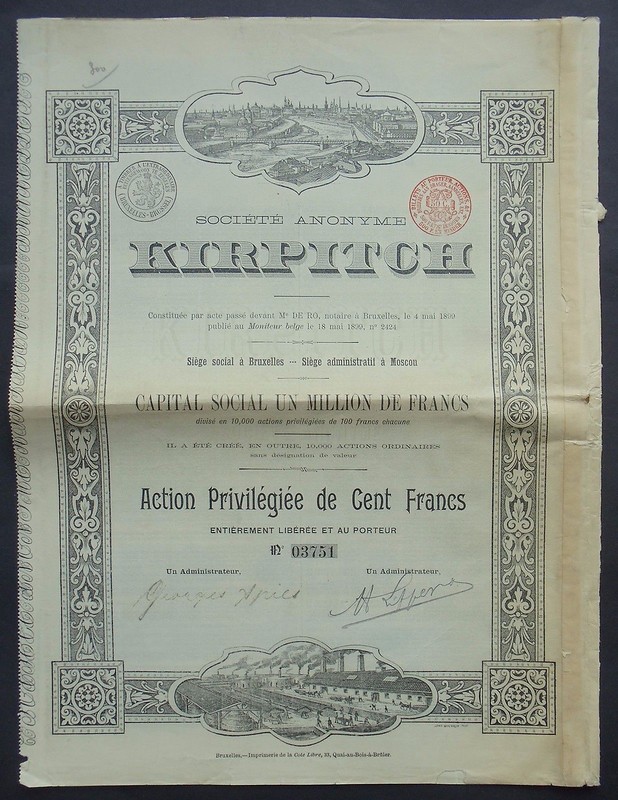 300
SOCIÉTÉ ANONYME
KIRPITCH
Constituée par acte passé devant Me DE RO, notaire à Bruxelles, le 4 mai 1899
publié au Moniteur belge le 18 mai 1899, no 2424
Siège social à Bruxelles — Siège administratif à Moscou
CAPITAL SOCIAL UN MILLION DE FRANCS
divisé en 10,000 actions privilégiées de 100 francs chacune
IL A ÉTÉ CRÉÉ, EN OUTRE, 10,000 ACTIONS ORDINAIRES
sans désignation de valeur
Action Privilégiée de Cent Francs
ENTIÈREMENT LIBÉRÉE ET AU PORTEUR
No 03751
Un Administrateur, Un Administrateur,
Georges
Bruxelles.—Imprimerie de la Cote Libre, 33, Quai-au-Bois-à-Brûler.